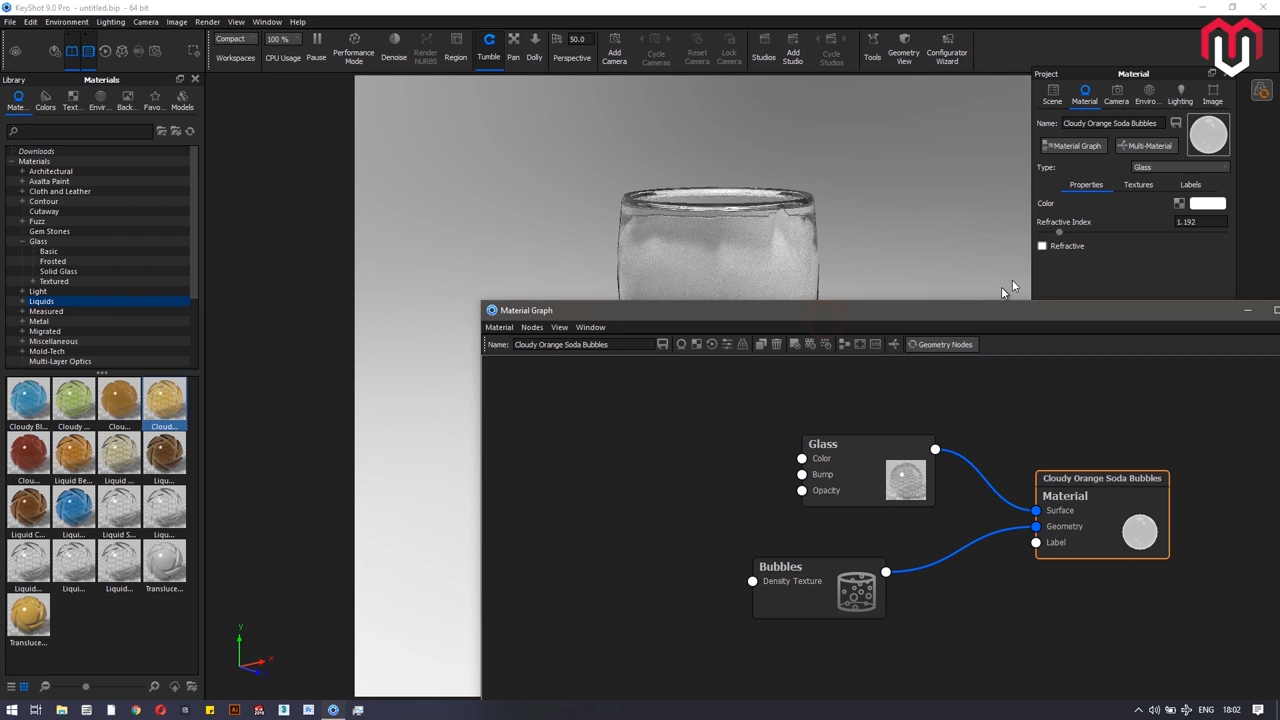 KeyShot 9.0 Pro - untitled.bip - 64 bit
File Edit Environment Lighting Camera Image Render View Window Help
Compact 100 % 50.0
Workspaces CPU Usage Pause Performance Mode Denoise Render NURBS Region Tumble Pan Dolly Perspective Add Camera Cycle Cameras Reset Camera Lock Camera Studios Add Studio Cycle Studios Tools Geometry View Configurator Wizard
Library Materials
Mate... Colors Text... Envir... Back... Favo... Models
Downloads
Materials
Architectural
Axalta Paint
Cloth and Leather
Contour
Cutaway
Fuzz
Gem Stones
Glass
Basic
Frosted
Solid Glass
Textured
Light
Liquids
Measured
Metal
Migrated
Miscellaneous
Mold-Tech
Multi-Layer Optics
Cloudy Bl... Cloudy ... Clou... Cloud...
Clou... Liquid Be... Liquid ... Liqu...
Liquid C... Liqui... Liquid S... Liqu...
Liquid... Liqui... Liquid... Transluce...
Transluce...
y
x
Project Material
Scene Material Camera Enviro... Lighting Image
Name: Cloudy Orange Soda Bubbles
Material Graph Multi-Material
Type: Glass
Properties Textures Labels
Color
Refractive Index 1.192
Refractive
Material Graph
Material Nodes View Window
Name: Cloudy Orange Soda Bubbles Geometry Nodes
Glass
Color
Bump
Opacity
Cloudy Orange Soda Bubbles
Material
Surface
Geometry
Label
Bubbles
Density Texture
ENG 18:02